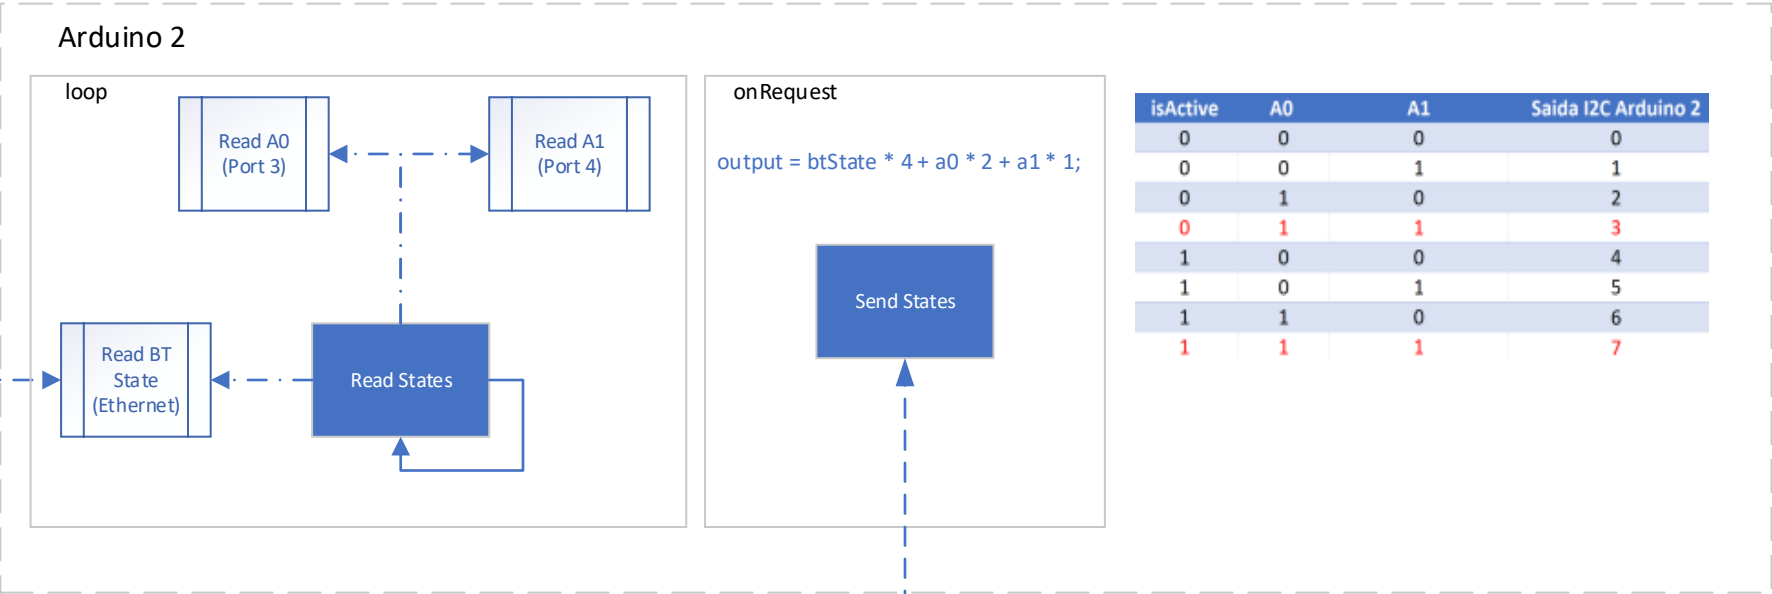 Arduino 2
loop
Read A0
(Port 3)
Read A1
(Port 4)
Read BT
State
(Ethernet)
Read States
onRequest
output = btState * 4 + a0 * 2 + a1 * 1;
Send States
isActive A0 A1 Saida I2C Arduino 2
0 0 0 0
0 0 1 1
0 1 0 2
0 1 1 3
1 0 0 4
1 0 1 5
1 1 0 6
1 1 1 7